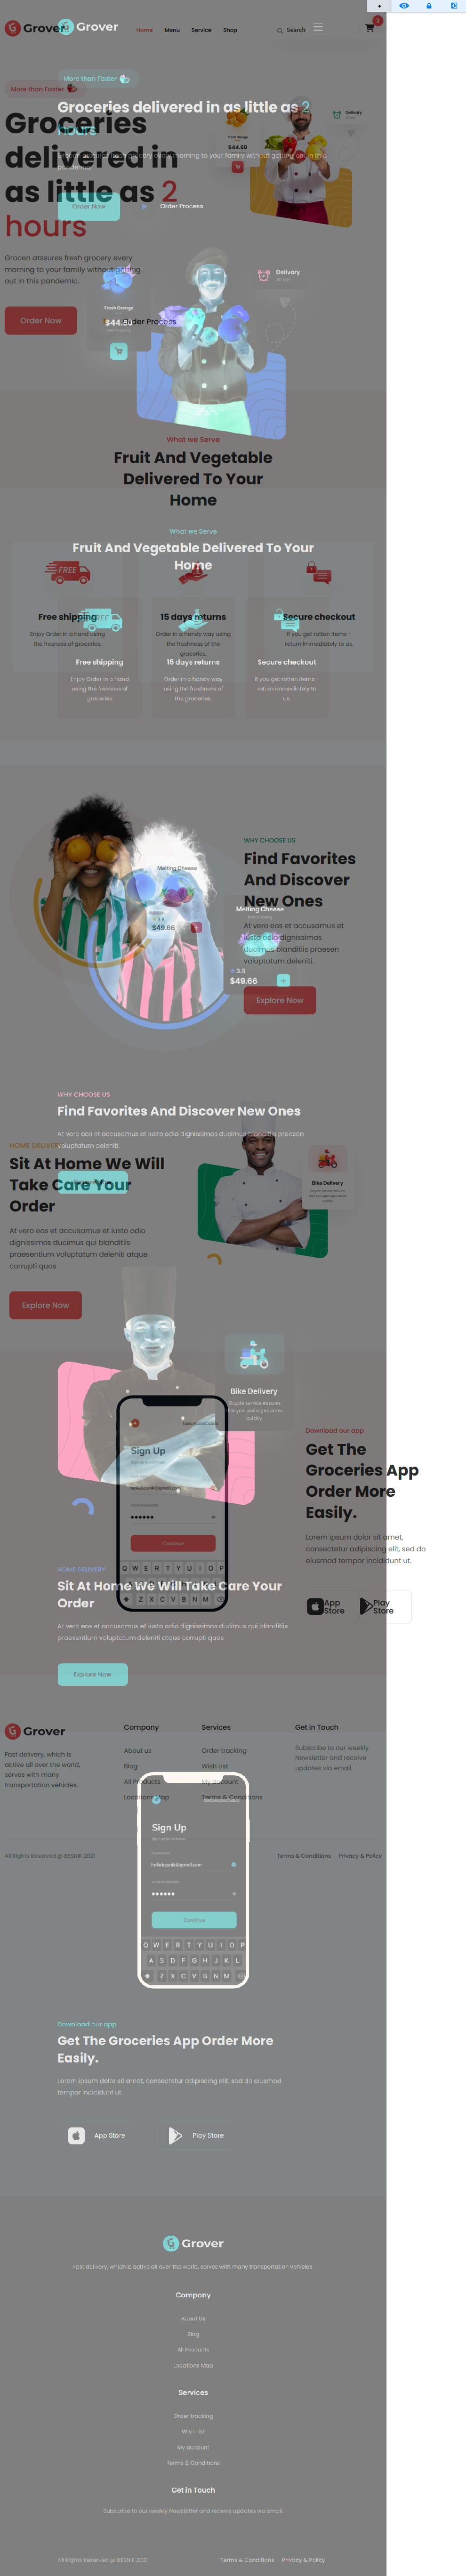 Grover
Grover
Home
Menu
Service
Shop
Search
More than Faster
More than Faster
Groceries delivered in as little as 2
hours
Groceries
delivered in
as little as 2
hours
Order Now
Order Process
Delivery
$44.60
Grocen assures fresh grocery every
morning to your family without getting
out in this pandemic.
Delivery
Fresh Orange
$44.60
Order Now
Order Process
What we Serve
Fruit And Vegetable
Delivered To Your
Home
What we Serve
Fruit And Vegetable Delivered To Your
Home
FREE
Free shipping
15 days returns
Secure checkout
Enjoy Order in a hand using
the freshness of groceries.
Order in a handy way using
the freshness of the
groceries.
If you get rotten items -
return immediately to us.
Free shipping
15 days returns
Secure checkout
Enjoy Order in a hand
using the freshness of
groceries.
Order in a handy way
using the freshness of
the groceries.
If you get rotten items -
return immediately to
us.
WHY CHOOSE US
Find Favorites
And Discover
New Ones
Melting Cheese
3.8
$49.66
Melting Cheese
3.8
$49.66
At vero eos et accusamus et
iusto odio dignissimos
ducimus blanditiis praesen
voluptatum deleniti.
Explore Now
WHY CHOOSE US
Find Favorites And Discover New Ones
At vero eos et accusamus et iusto odio dignissimos ducimus blanditiis praesen
voluptatum deleniti.
HOME DELIVERY
Sit At Home We Will
Take Care Your
Order
At vero eos et accusamus et iusto odio
dignissimos ducimus qui blanditiis
praesentium voluptatum deleniti atque
corrupti quos
Explore Now
Bike Delivery
Bike Delivery
Sign Up
Continue
Q W E R T Y U I O P
Z X C V B N M
Download our app
Get The
Groceries App
Order More
Easily.
Lorem ipsum dolor sit amet,
consectetur adipiscing elit, sed do
eiusmod tempor incididunt ut.
App
Store
Play
Store
HOME DELIVERY
Sit At Home We Will Take Care Your
Order
At vero eos et accusamus et iusto odio dignissimos ducimus qui blanditiis
praesentium voluptatum deleniti atque corrupti quos
Explore Now
Grover
Fast delivery, which is
active all over the world,
serves with many
transportation vehicles.
Company
About us
Blog
All Products
Locations Map
Services
Order tracking
Wish List
My account
Terms & Conditions
Get in Touch
Subscribe to our weekly
Newsletter and receive
updates via email.
All Rights Reserved @ BESNIK 2021
Terms & Conditions
Privacy & Policy
Sign Up
hellobesnik@gmail.com
Continue
Q W E R T Y U I O P
A S D F G H J K L
Z X C V B N M
Download our app
Get The Groceries App Order More
Easily.
Lorem ipsum dolor sit amet, consectetur adipiscing elit, sed do eiusmod
tempor incididunt ut.
App Store
Play Store
Grover
Fast delivery, which is active all over the world, serves with many transportation vehicles.
Company
About Us
Blog
All Products
Locations Map
Services
Order tracking
Wish List
My account
Terms & Conditions
Get in Touch
Subscribe to our weekly Newsletter and receive updates via email.
All Rights Reserved @ BESNIK 2021
Terms & Conditions
Privacy & Policy